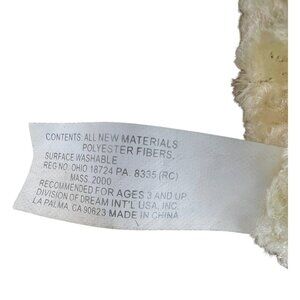 CONTENTS: ALL NEW MATERIALS
POLYESTER FIBERS.
SURFACE WASHABLE
REG NO. OHIO 18724 PA. 8335 (RC)
MASS. 2000
RECOMMENDED FOR AGES 3 AND UP
DIVISION OF DREAM INT'L USA, INC.
LA PALMA, CA 90623 MADE IN CHINA